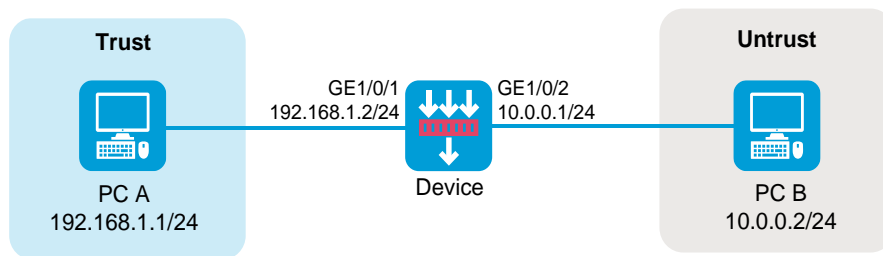 Trust
Untrust
GE1/0/1
192.168.1.2/24
GE1/0/2
10.0.0.1/24
PC A
192.168.1.1/24
Device
PC B
10.0.0.2/24